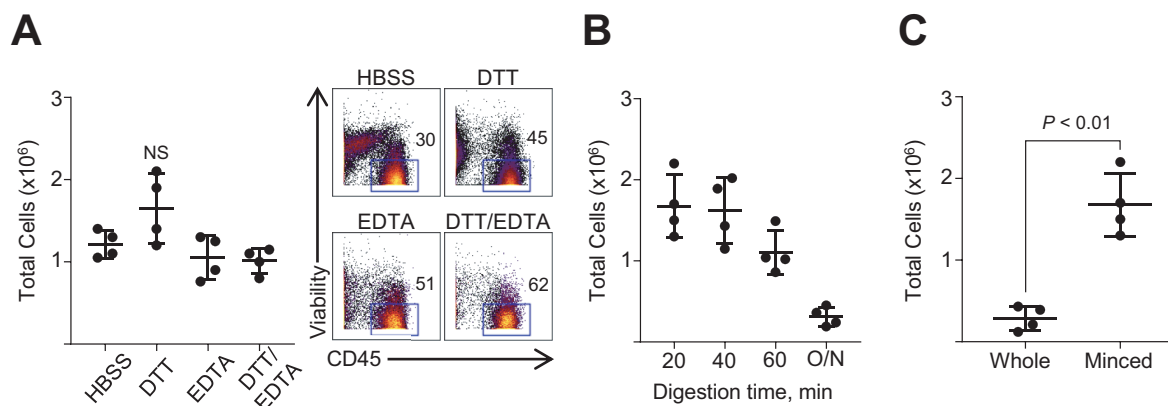 A
Total Cells (x10⁶)
3
2
1
NS
HBSS
DTT
EDTA
DTT/
EDTA
Viability
HBSS
30
DTT
45
EDTA
51
DTT/EDTA
62
CD45
B
Total Cells (x10⁶)
3
2
1
20 40 60 O/N
Digestion time, min
C
Total Cells (x10⁶)
3
2
1
P < 0.01
Whole Minced